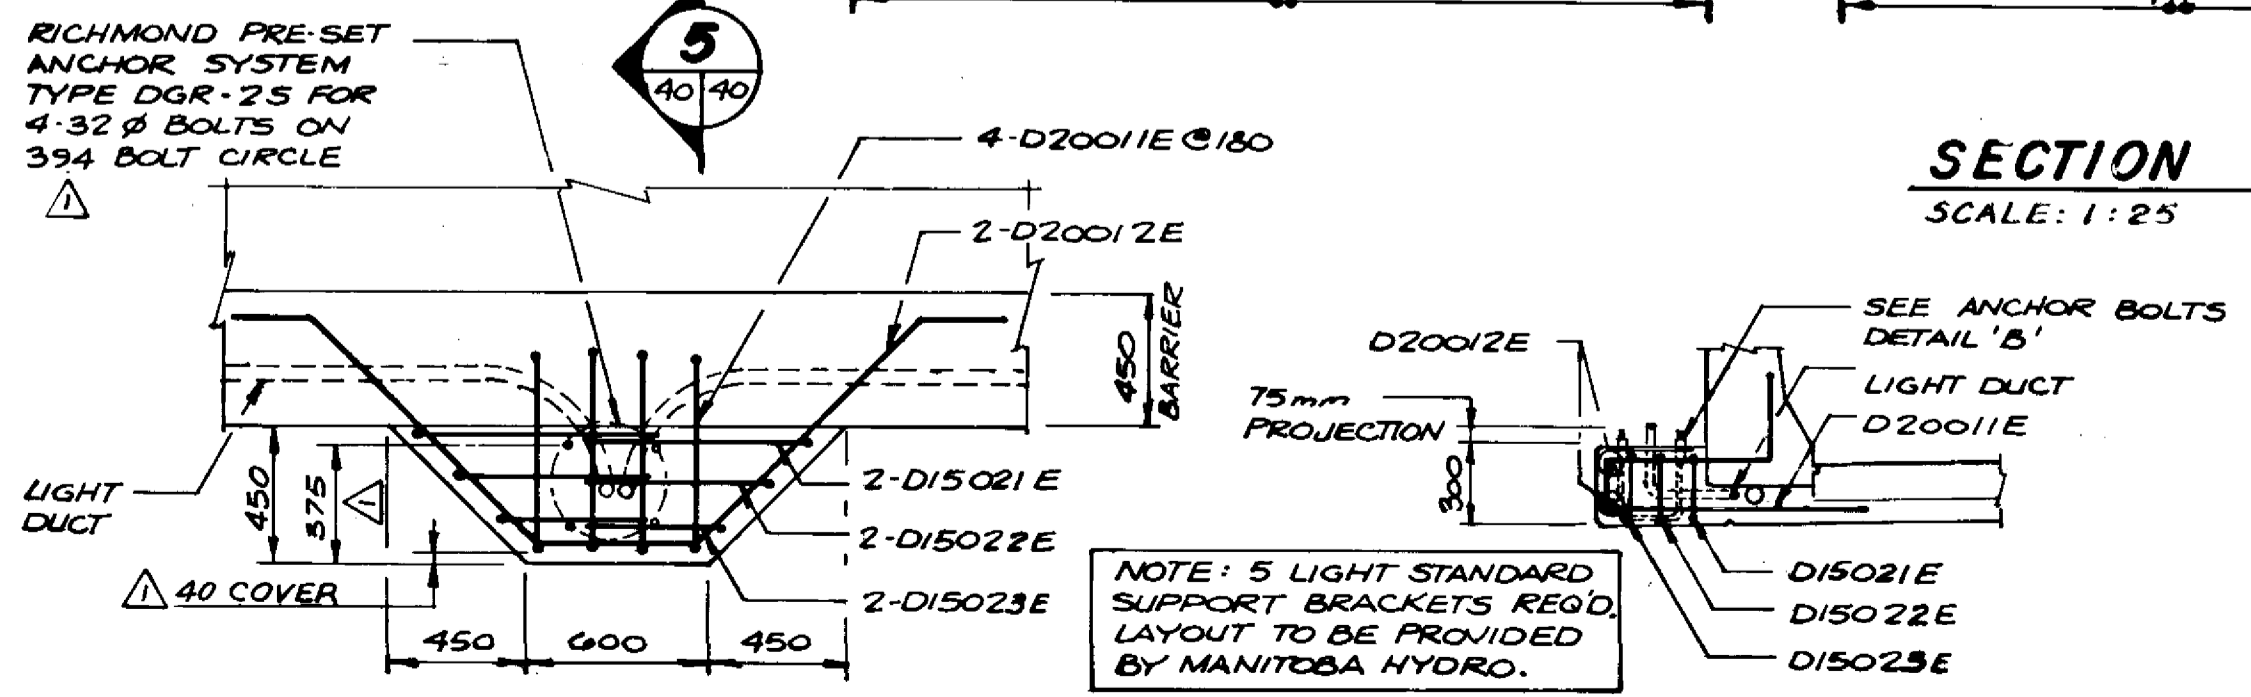 RICHMOND PRE-SET
ANCHOR SYSTEM
TYPE DGR-25 FOR
4-32 Ø BOLTS ON
394 BOLT CIRCLE
1
5
40 40
4-D20011E @ 180
2-D20012E
450
BARRIER
LIGHT
DUCT
450
375
1
1 40 COVER
2-D15021E
2-D15022E
2-D15023E
450
600
450
SECTION
SCALE: 1:25
D20012E
75mm
PROJECTION
300
SEE ANCHOR BOLTS
DETAIL 'B'
LIGHT DUCT
D20011E
D15021E
D15022E
D15023E
NOTE: 5 LIGHT STANDARD
SUPPORT BRACKETS REQ'D.
LAYOUT TO BE PROVIDED
BY MANITOBA HYDRO.